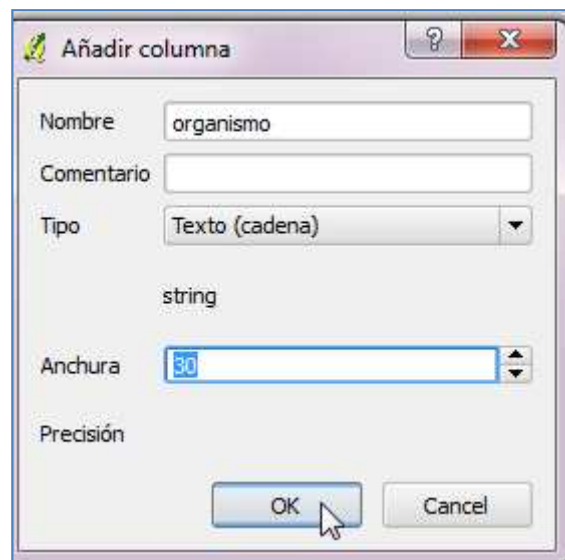 Añadir columna
Nombre organismo
Comentario
Tipo Texto (cadena)
string
Anchura 30
Precisión
OK Cancel